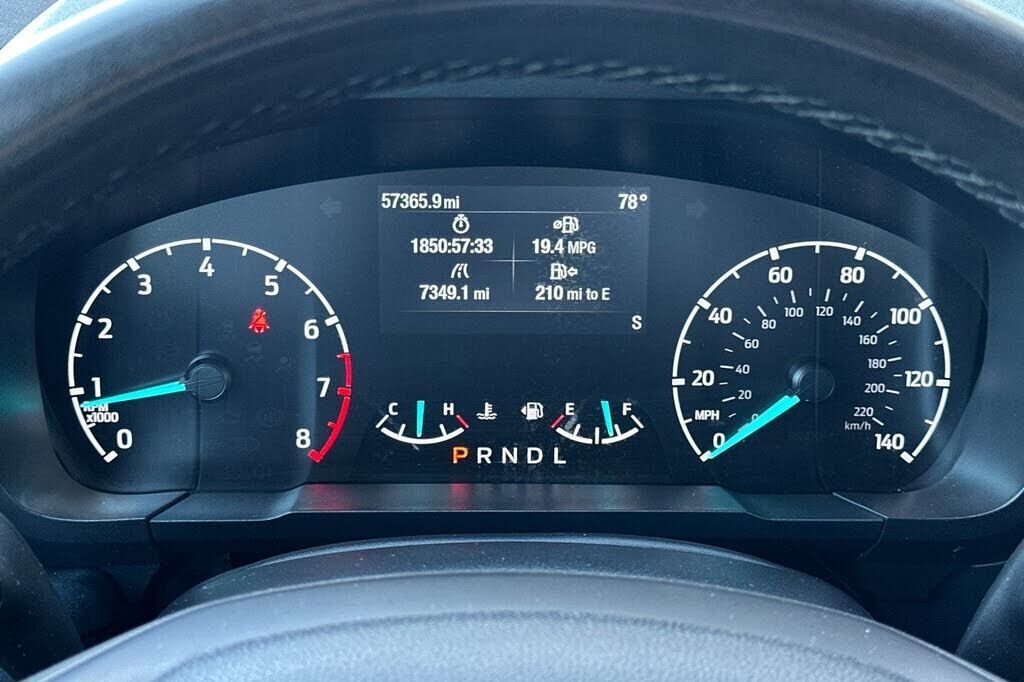 57365.9 mi 78°
1850:57:33 19.4 MPG
7349.1 mi 210 mi to E
S
0 1 2 3 4 5 6 7 8
RPM
x1000
C H
E F
P R N D L
0 20 40 60 80 100 120 140
MPH
0 20 40 60 80 100 120 140 160 180 200 220
km/h